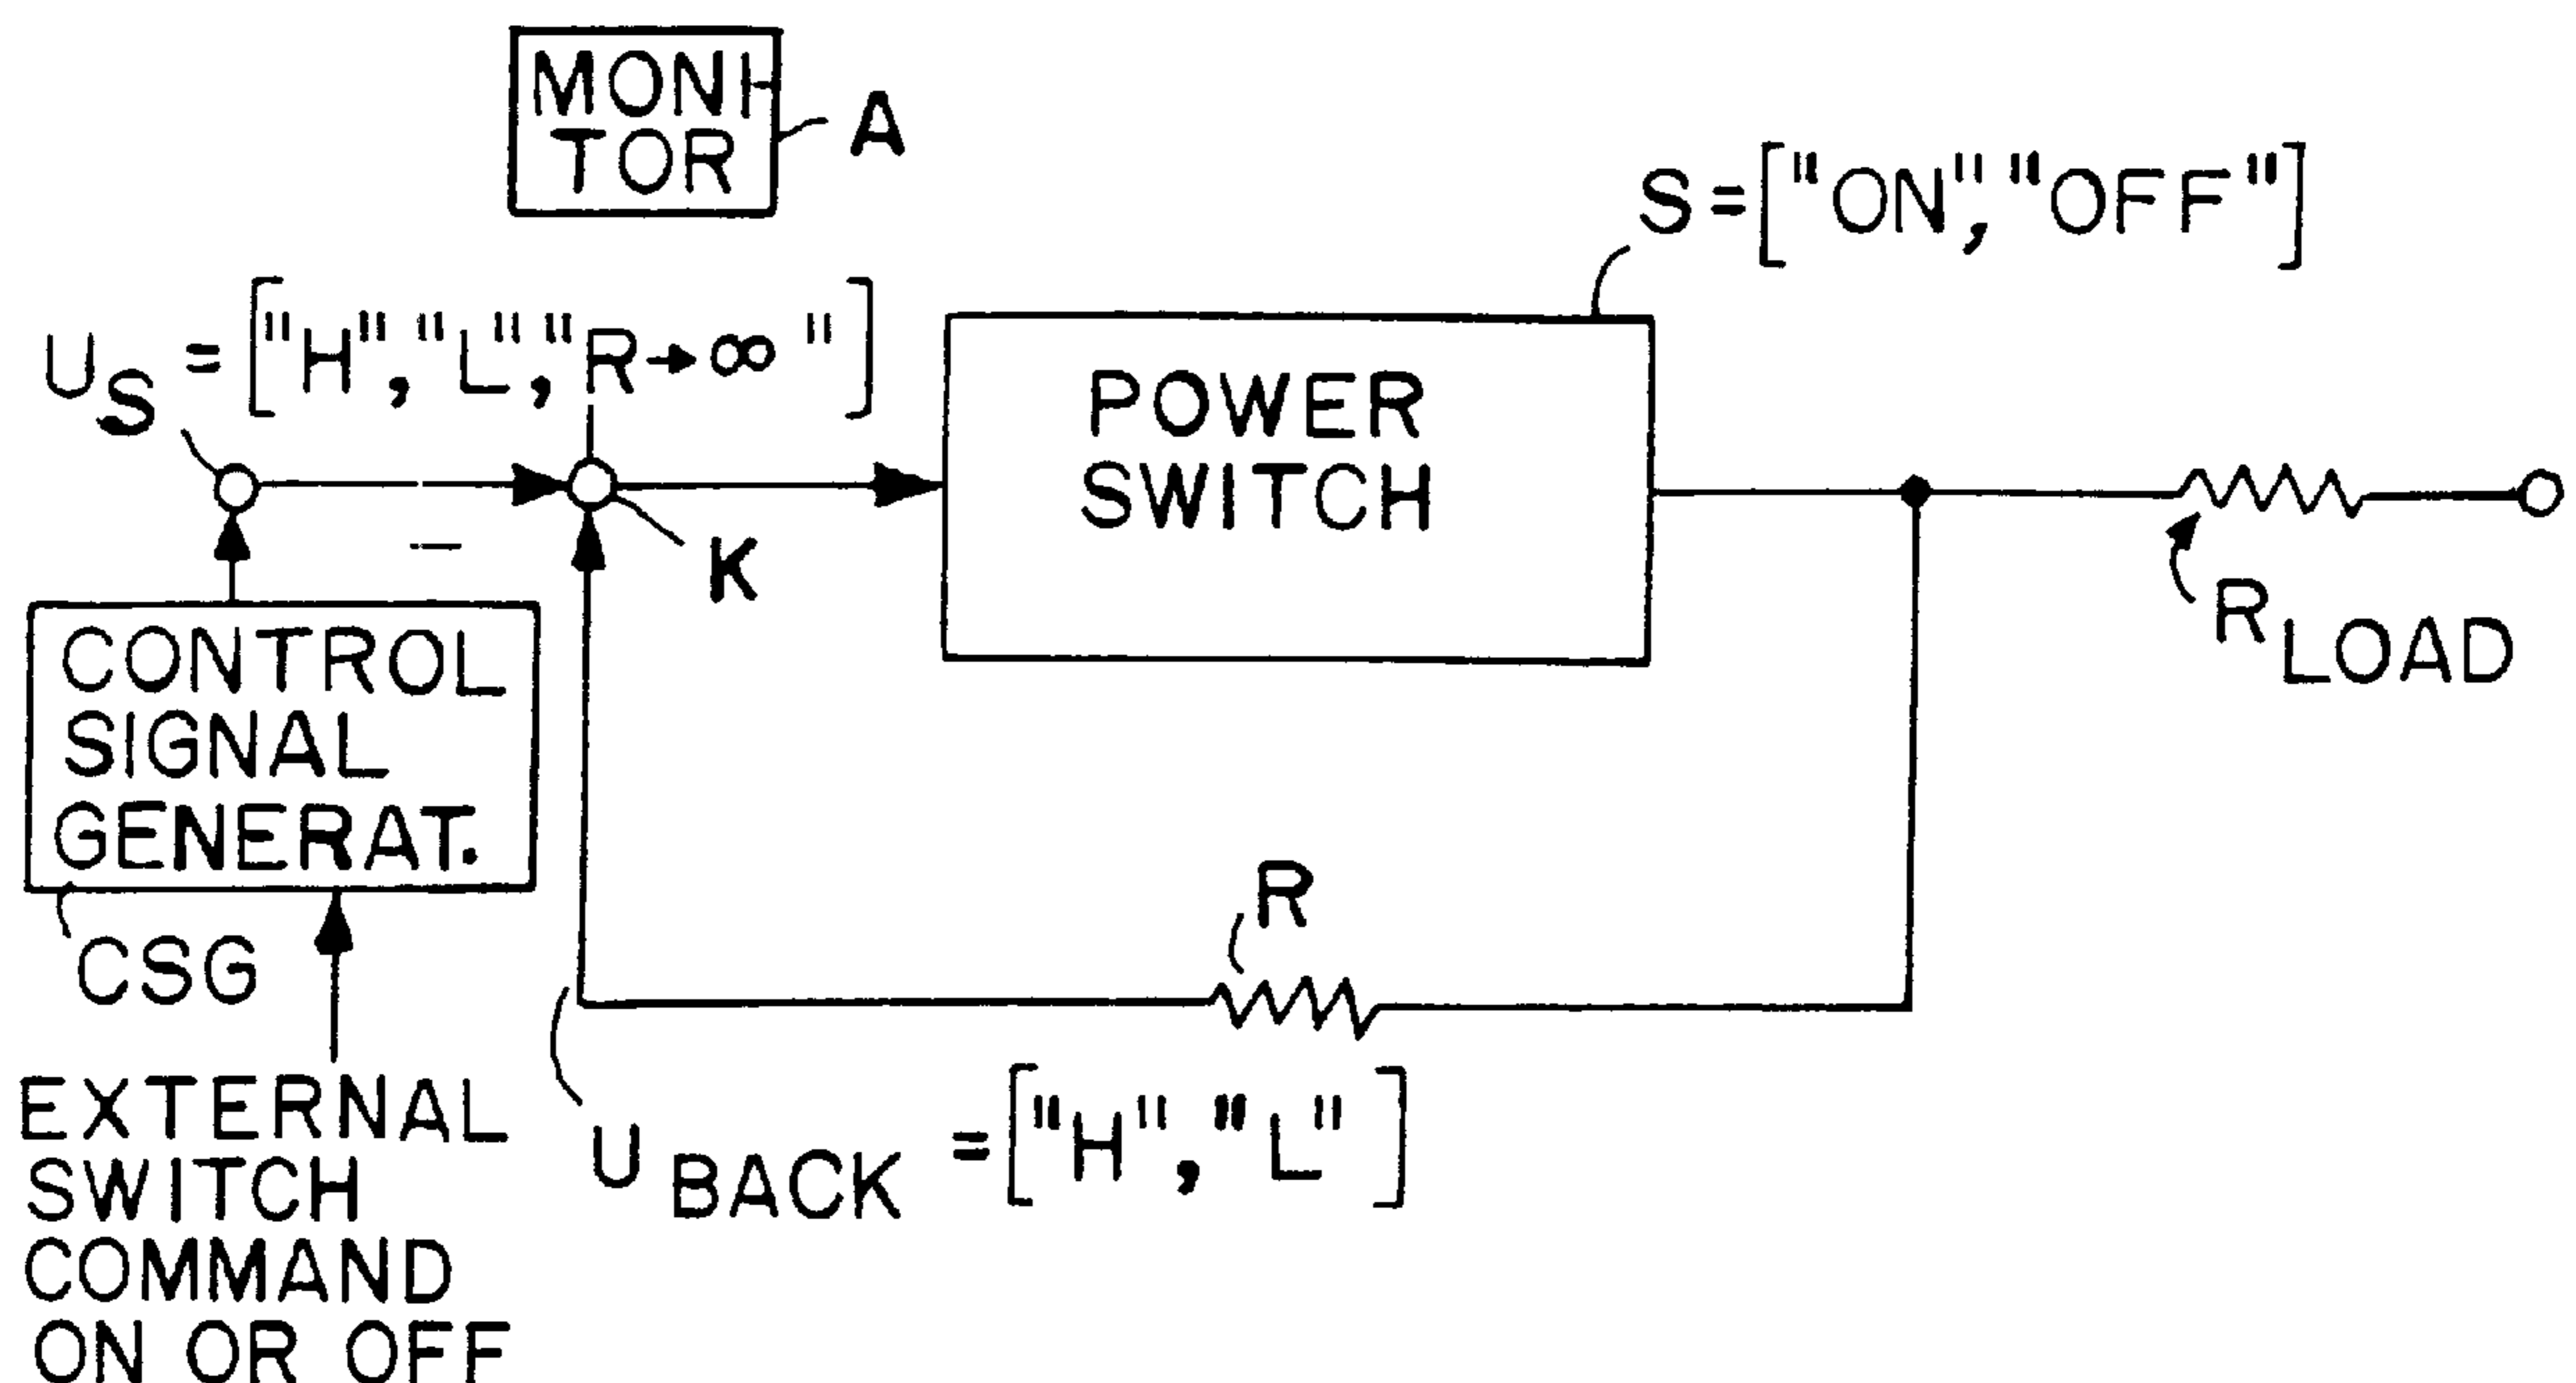 MONI-
TOR
A
S=["ON","OFF"]
U_S = ["H","L","R→∞"]
POWER
SWITCH
K
R_LOAD
CONTROL
SIGNAL
GENERAT.
CSG
R
EXTERNAL
SWITCH
COMMAND
ON OR OFF
U_BACK = ["H","L"]